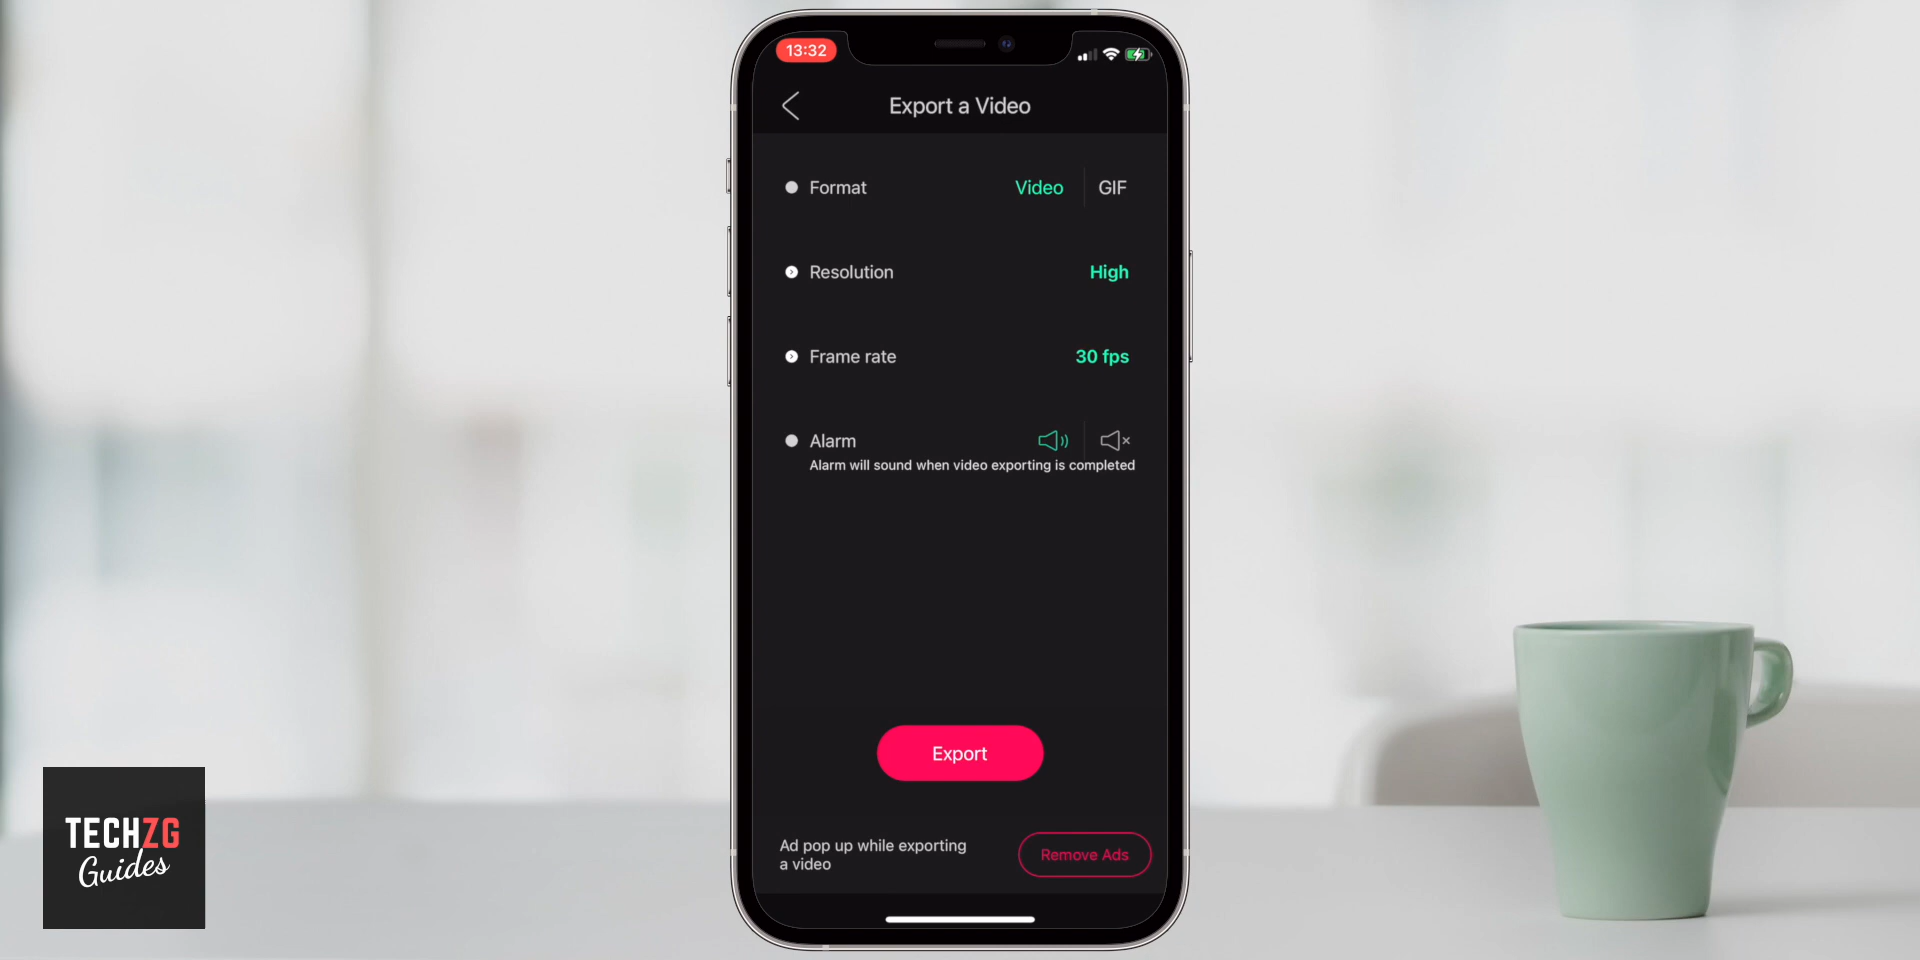 13:32
Export a Video
Format Video GIF
Resolution High
Frame rate 30 fps
Alarm
Alarm will sound when video exporting is completed
Export
Ad pop up while exporting
a video
Remove Ads
TECHZG
Guides